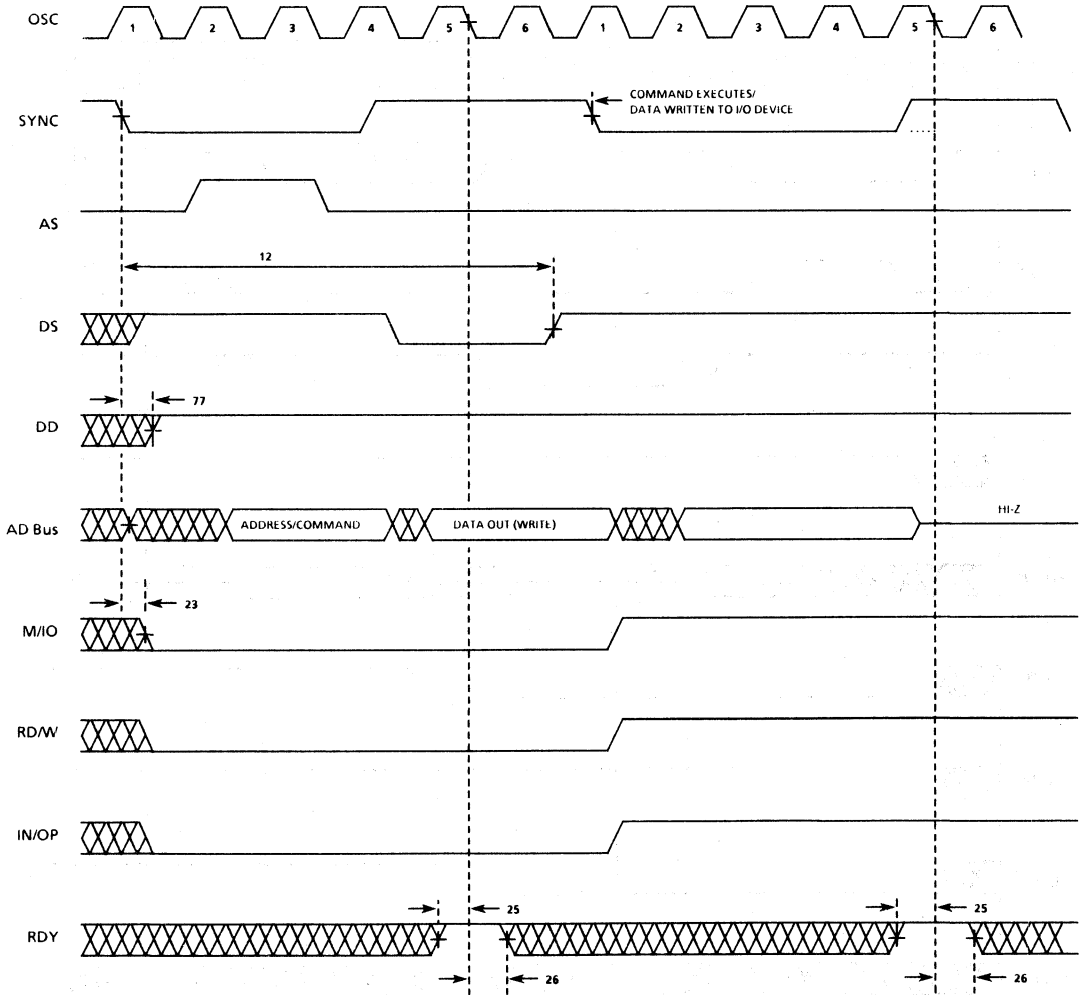 OSC
1 2 3 4 5 6 1 2 3 4 5 6
SYNC
COMMAND EXECUTES/
DATA WRITTEN TO I/O DEVICE
AS
12
DS
77
DD
AD Bus
ADDRESS/COMMAND
DATA OUT (WRITE)
HI-Z
23
M/IO
RD/W
IN/OP
25 25
RDY
26 26